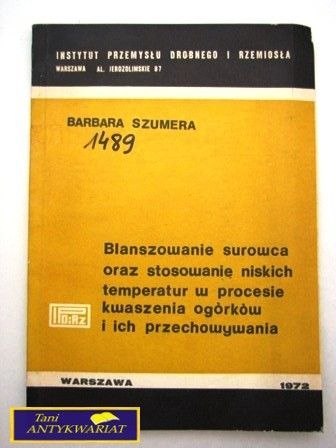 INSTYTUT PRZEMYSŁU DROBNEGO I RZEMIOSŁA
WARSZAWA AL. JEROZOLIMSKIE 87
BARBARA SZUMERA
1489
Blanszowanie surowca
oraz stosowanie niskich
temperatur w procesie
kwaszenia ogórków
i ich przechowywania
IPDiRz
WARSZAWA 1972
Tani
ANTYKWARIAT